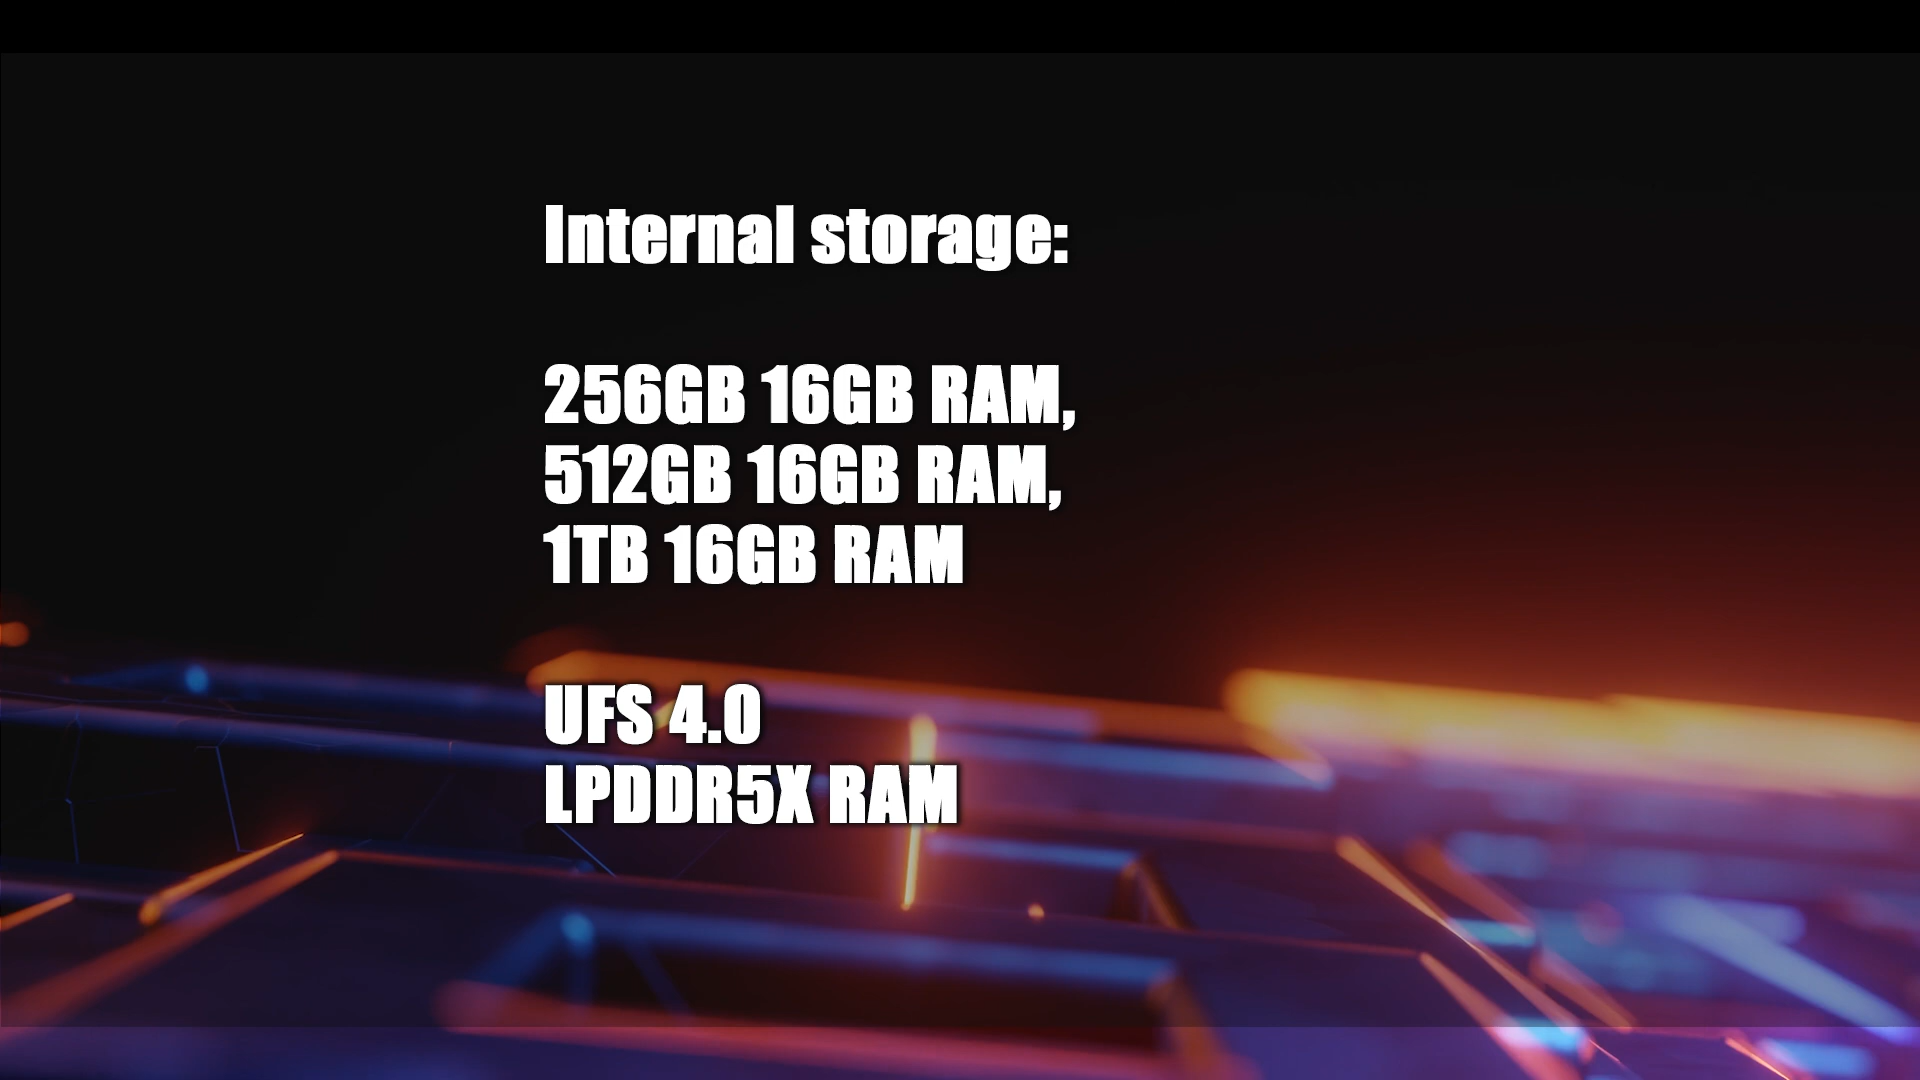 Internal storage:
256GB 16GB RAM,
512GB 16GB RAM,
1TB 16GB RAM
UFS 4.0
LPDDR5X RAM